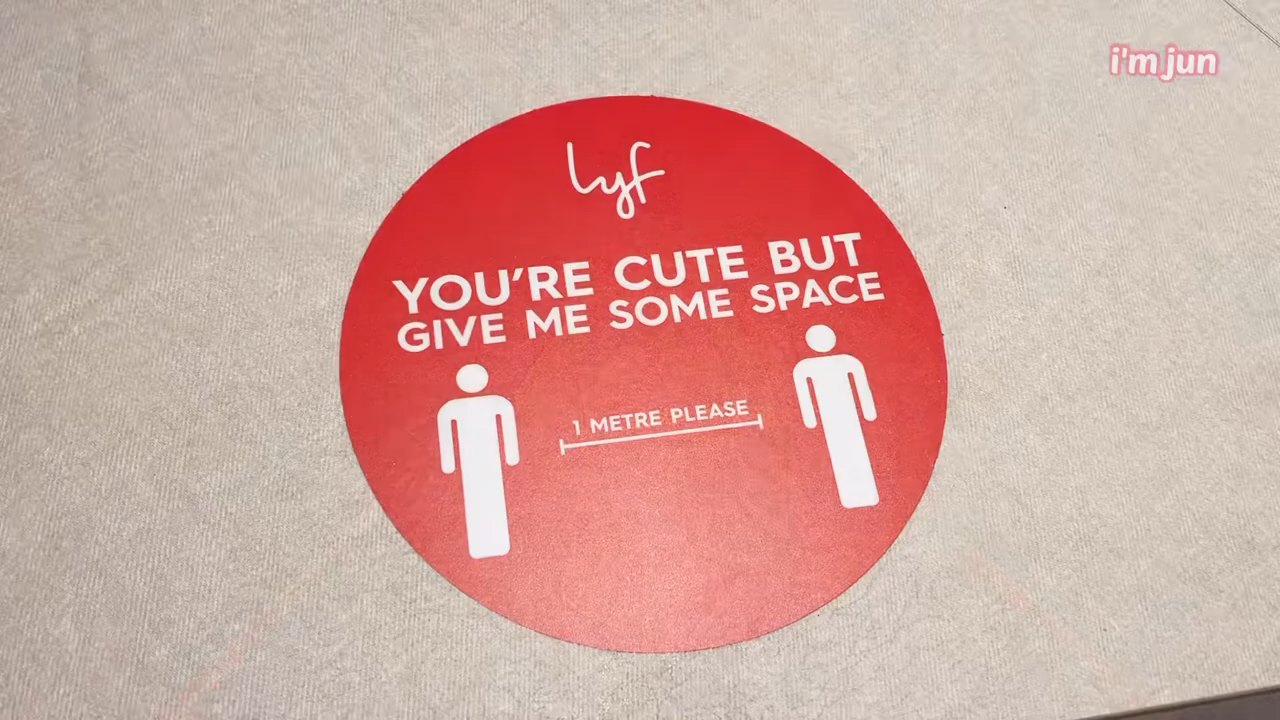 i'm jun
lyf
YOU'RE CUTE BUT
GIVE ME SOME SPACE
1 METRE PLEASE